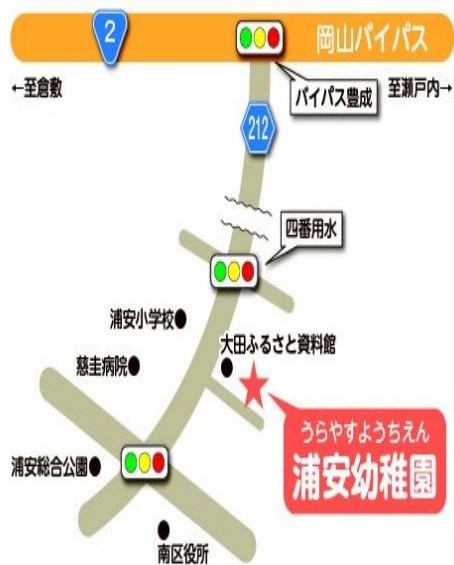 2
岡山バイパス
←至倉敷
バイパス豊成
至瀬戸内→
212
四番用水
浦安小学校
大田ふるさと資料館
慈圭病院
うらやすようちえん
浦安幼稚園
浦安総合公園
南区役所